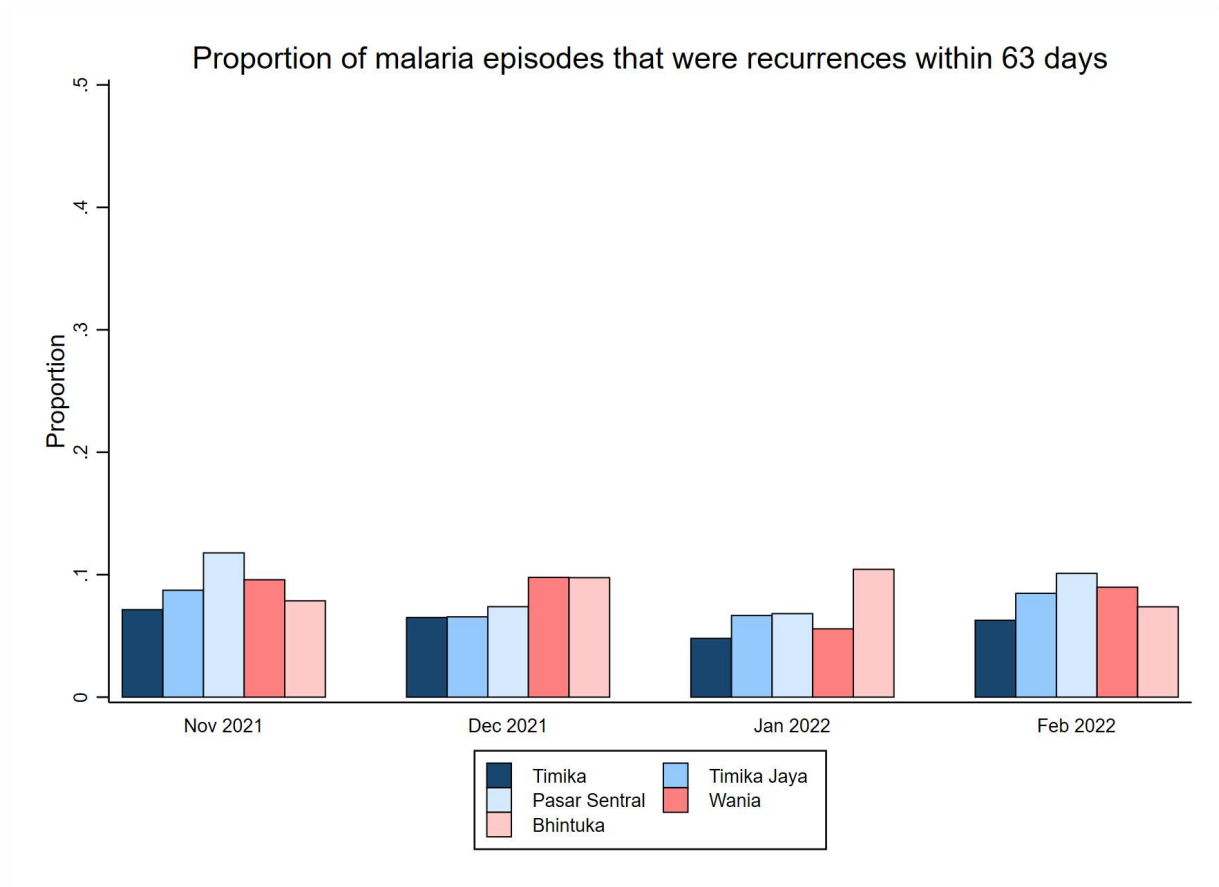 Proportion of malaria episodes that were recurrences within 63 days
Proportion
.5
.4
.3
.2
.1
0
Nov 2021 Dec 2021 Jan 2022 Feb 2022
Timika Timika Jaya
Pasar Sentral Wania
Bhintuka